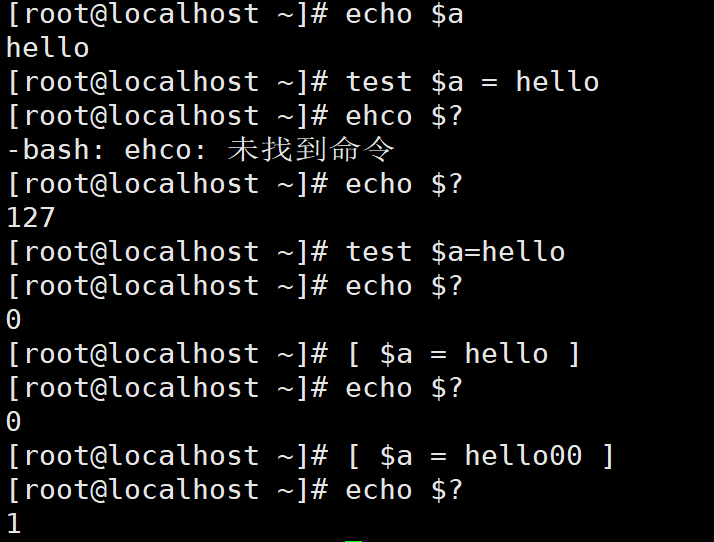 [root@localhost ~]# echo $a
hello
[root@localhost ~]# test $a = hello
[root@localhost ~]# ehco $?
-bash: ehco: 未找到命令
[root@localhost ~]# echo $?
127
[root@localhost ~]# test $a=hello
[root@localhost ~]# echo $?
0
[root@localhost ~]# [ $a = hello ]
[root@localhost ~]# echo $?
0
[root@localhost ~]# [ $a = hello00 ]
[root@localhost ~]# echo $?
1